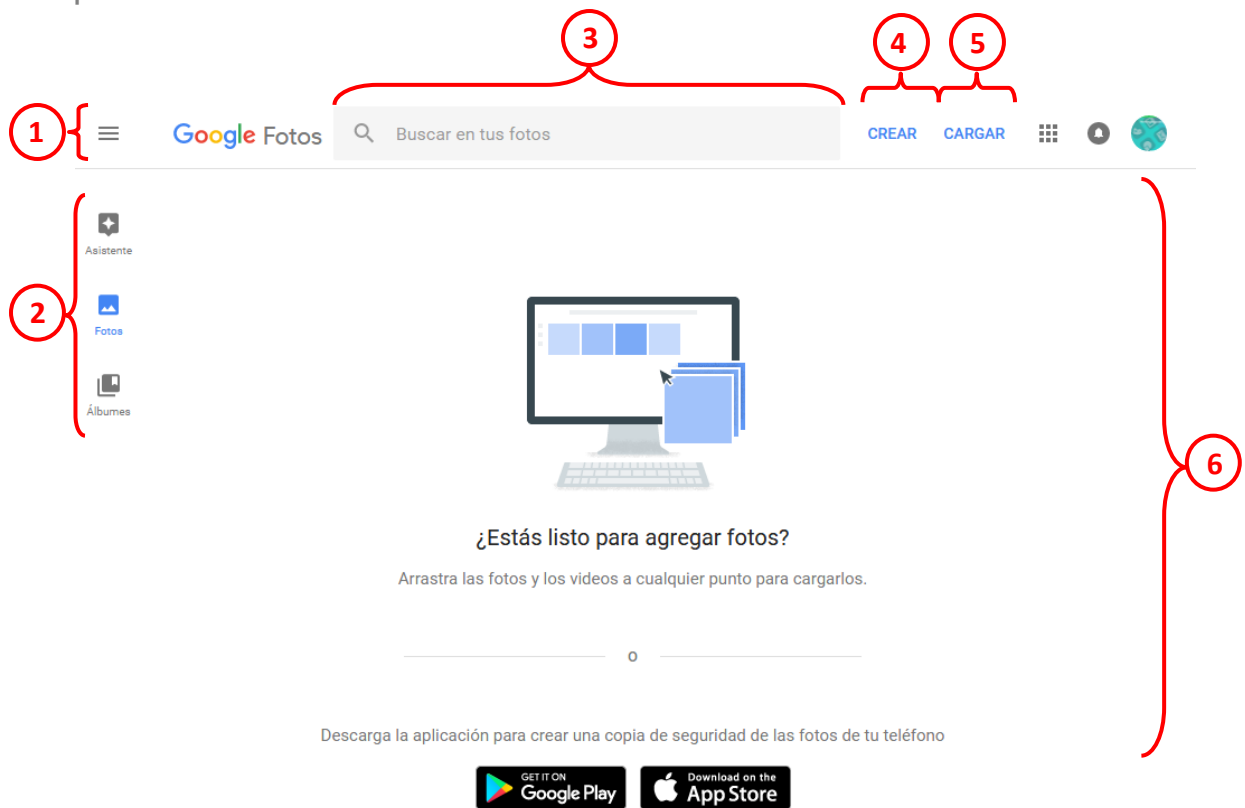 3
4
5
1
Google Fotos
Buscar en tus fotos
CREAR
CARGAR
2
Asistente
Fotos
Álbumes
6
¿Estás listo para agregar fotos?
Arrastra las fotos y los videos a cualquier punto para cargarlos.
o
Descarga la aplicación para crear una copia de seguridad de las fotos de tu teléfono
GET IT ON
Google Play
Download on the
App Store